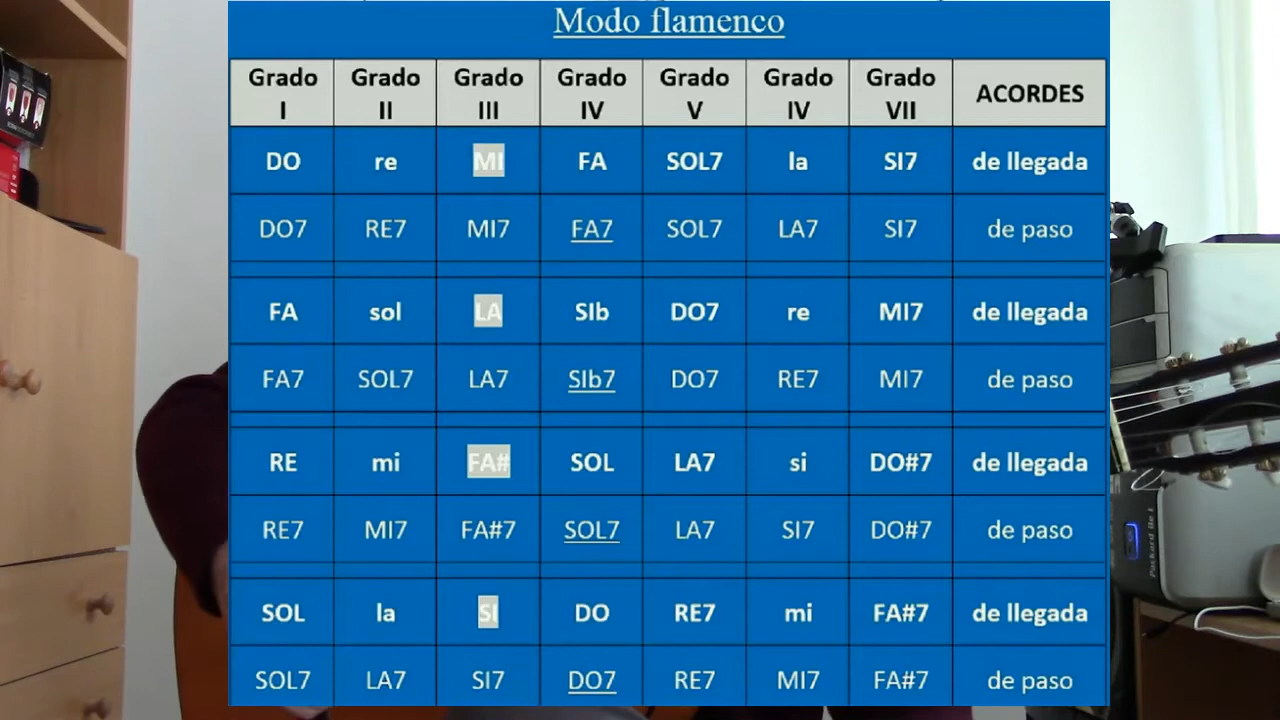 Modo flamenco
Grado I Grado II Grado III Grado IV Grado V Grado IV Grado VII ACORDES
DO re MI FA SOL7 la SI7 de llegada
DO7 RE7 MI7 FA7 SOL7 LA7 SI7 de paso
FA sol LA SIb DO7 re MI7 de llegada
FA7 SOL7 LA7 SIb7 DO7 RE7 MI7 de paso
RE mi FA# SOL LA7 si DO#7 de llegada
RE7 MI7 FA#7 SOL7 LA7 SI7 DO#7 de paso
SOL la SI DO RE7 mi FA#7 de llegada
SOL7 LA7 SI7 DO7 RE7 MI7 FA#7 de paso
Packard Bell